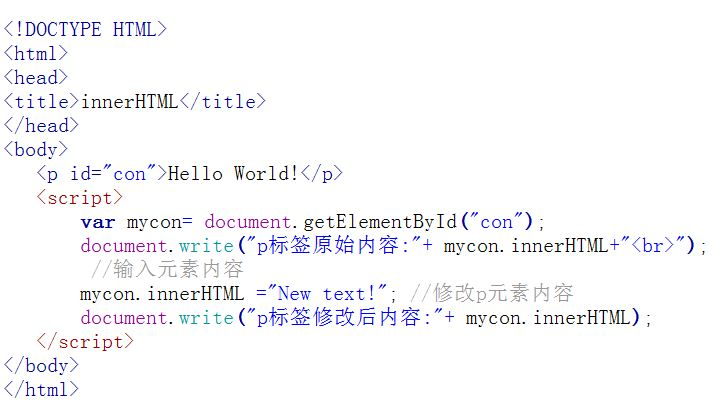 <!DOCTYPE HTML>
<html>
<head>
<title>innerHTML</title>
</head>
<body>
<p id="con">Hello World!</p>
<script>
var mycon= document.getElementById("con");
document.write("p标签原始内容:"+ mycon.innerHTML+"<br>");
//输入元素内容
mycon.innerHTML ="New text!"; //修改p元素内容
document.write("p标签修改后内容:"+ mycon.innerHTML);
</script>
</body>
</html>